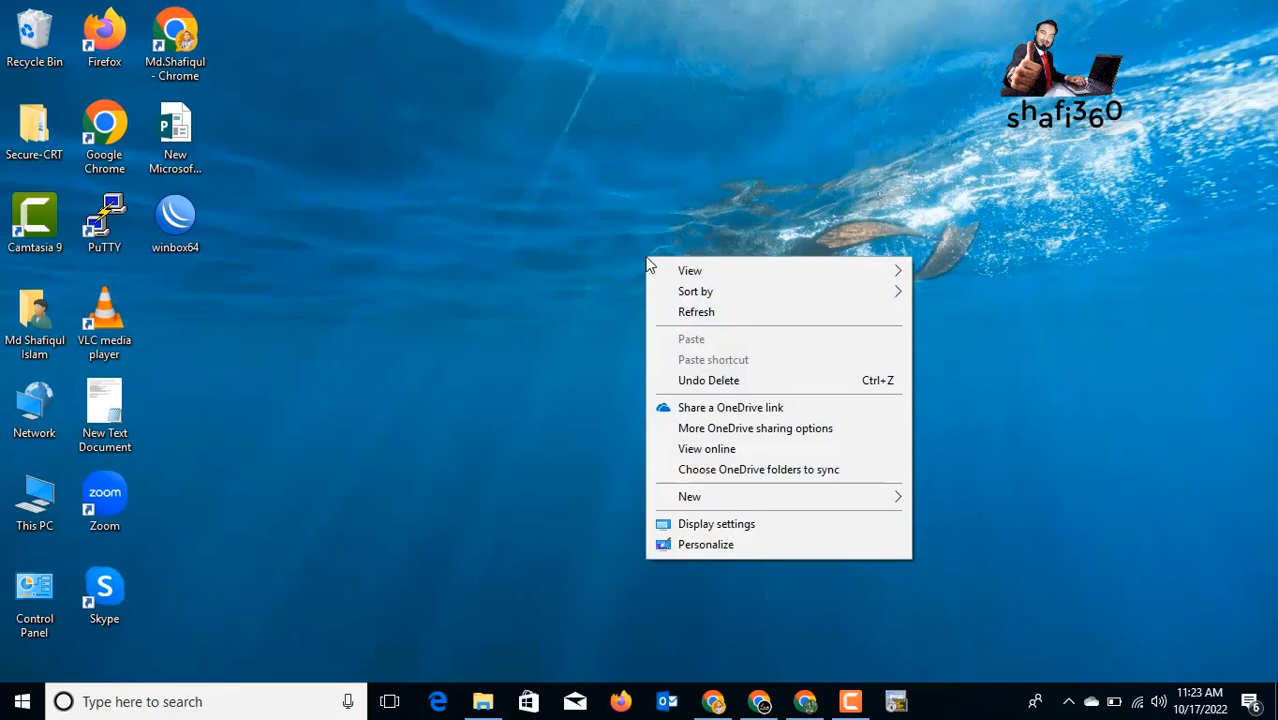 Recycle Bin
Firefox
Md.Shafiqul
- Chrome
Secure-CRT
Google
Chrome
New
Microsof...
Camtasia 9
PuTTY
winbox64
Md Shafiqul
Islam
VLC media
player
Network
New Text
Document
This PC
zoom
Zoom
Control
Panel
Skype
shafi360
View
Sort by
Refresh
Paste
Paste shortcut
Undo Delete Ctrl+Z
Share a OneDrive link
More OneDrive sharing options
View online
Choose OneDrive folders to sync
New
Display settings
Personalize
Type here to search
11:23 AM
10/17/2022
6